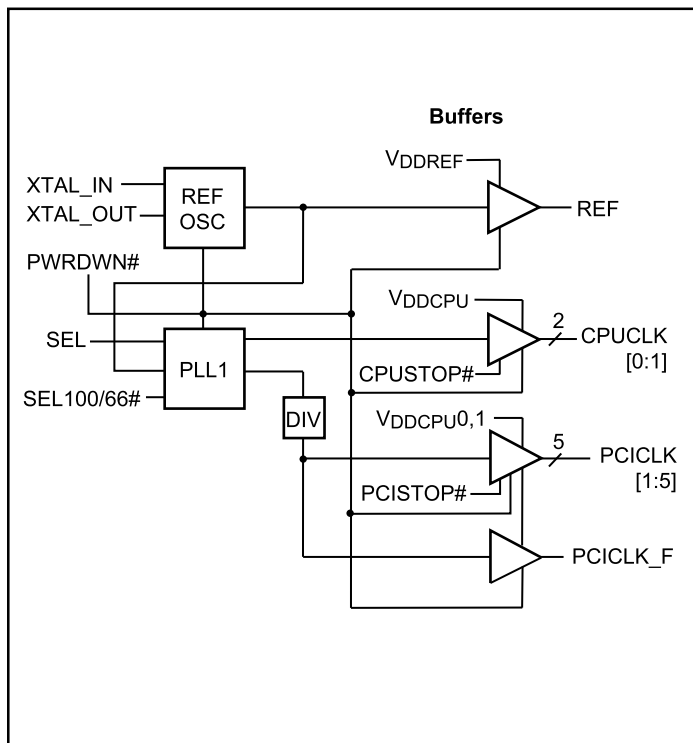 Buffers
VDDREF
XTAL_IN
XTAL_OUT
REF
OSC
REF
PWRDWN#
VDDCPU
2
SEL
PLL1
CPUCLK
[0:1]
CPUSTOP#
SEL100/66#
DIV
VDDCPU0,1
5
PCICLK
[1:5]
PCISTOP#
PCICLK_F